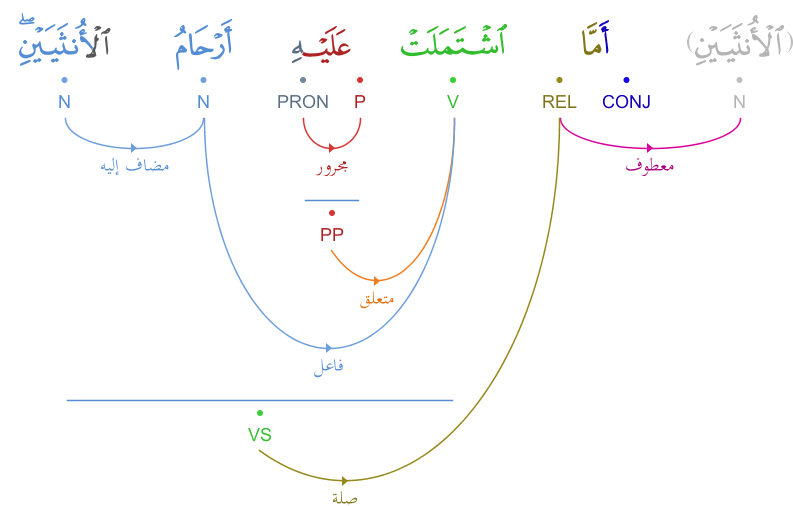 (ٱلْأُنثَيَيْنِ) أَمَّا ٱشْتَمَلَتْ عَلَيْهِ أَرْحَامُ ٱلْأُنثَيَيْنِ ۖ
N CONJ REL V P PRON N N
معطوف مجرور مضاف إليه
PP
متعلق
فاعل
VS
صلة